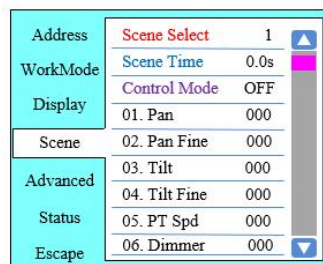 Address
WorkMode
Display
Scene
Advanced
Status
Escape
Scene Select 1
Scene Time 0.0s
Control Mode OFF
01. Pan 000
02. Pan Fine 000
03. Tilt 000
04. Tilt Fine 000
05. PT Spd 000
06. Dimmer 000